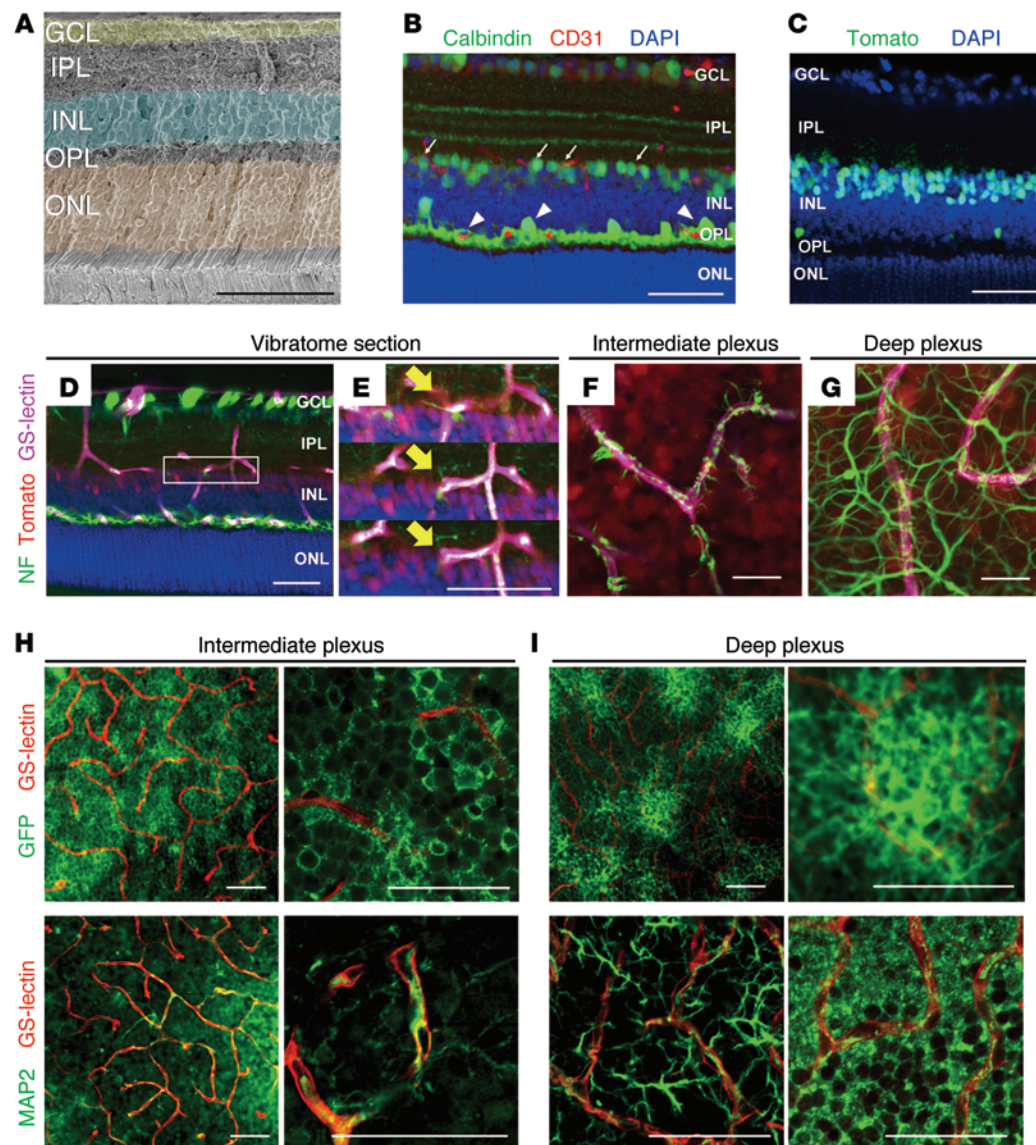 A
GCL
IPL
INL
OPL
ONL
B
Calbindin CD31 DAPI
GCL
IPL
INL
OPL
ONL
C
Tomato DAPI
GCL
IPL
INL
OPL
ONL
Vibratome section
Intermediate plexus
Deep plexus
NF Tomato GS-lectin
D
GCL
IPL
INL
ONL
E
F
G
H
Intermediate plexus
I
Deep plexus
GFP GS-lectin
MAP2 GS-lectin